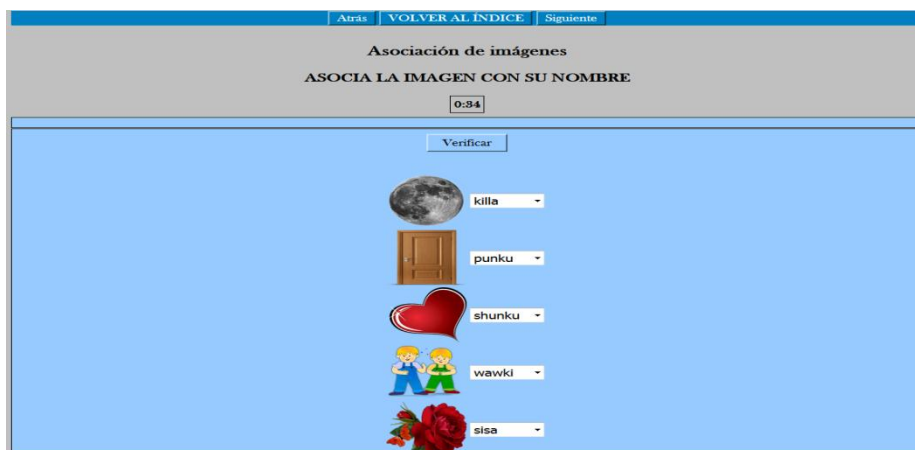 Atrás VOLVER AL ÍNDICE Siguiente
Asociación de imágenes
ASOCIA LA IMAGEN CON SU NOMBRE
0:34
Verificar
killa
punku
shunku
wawki
sisa